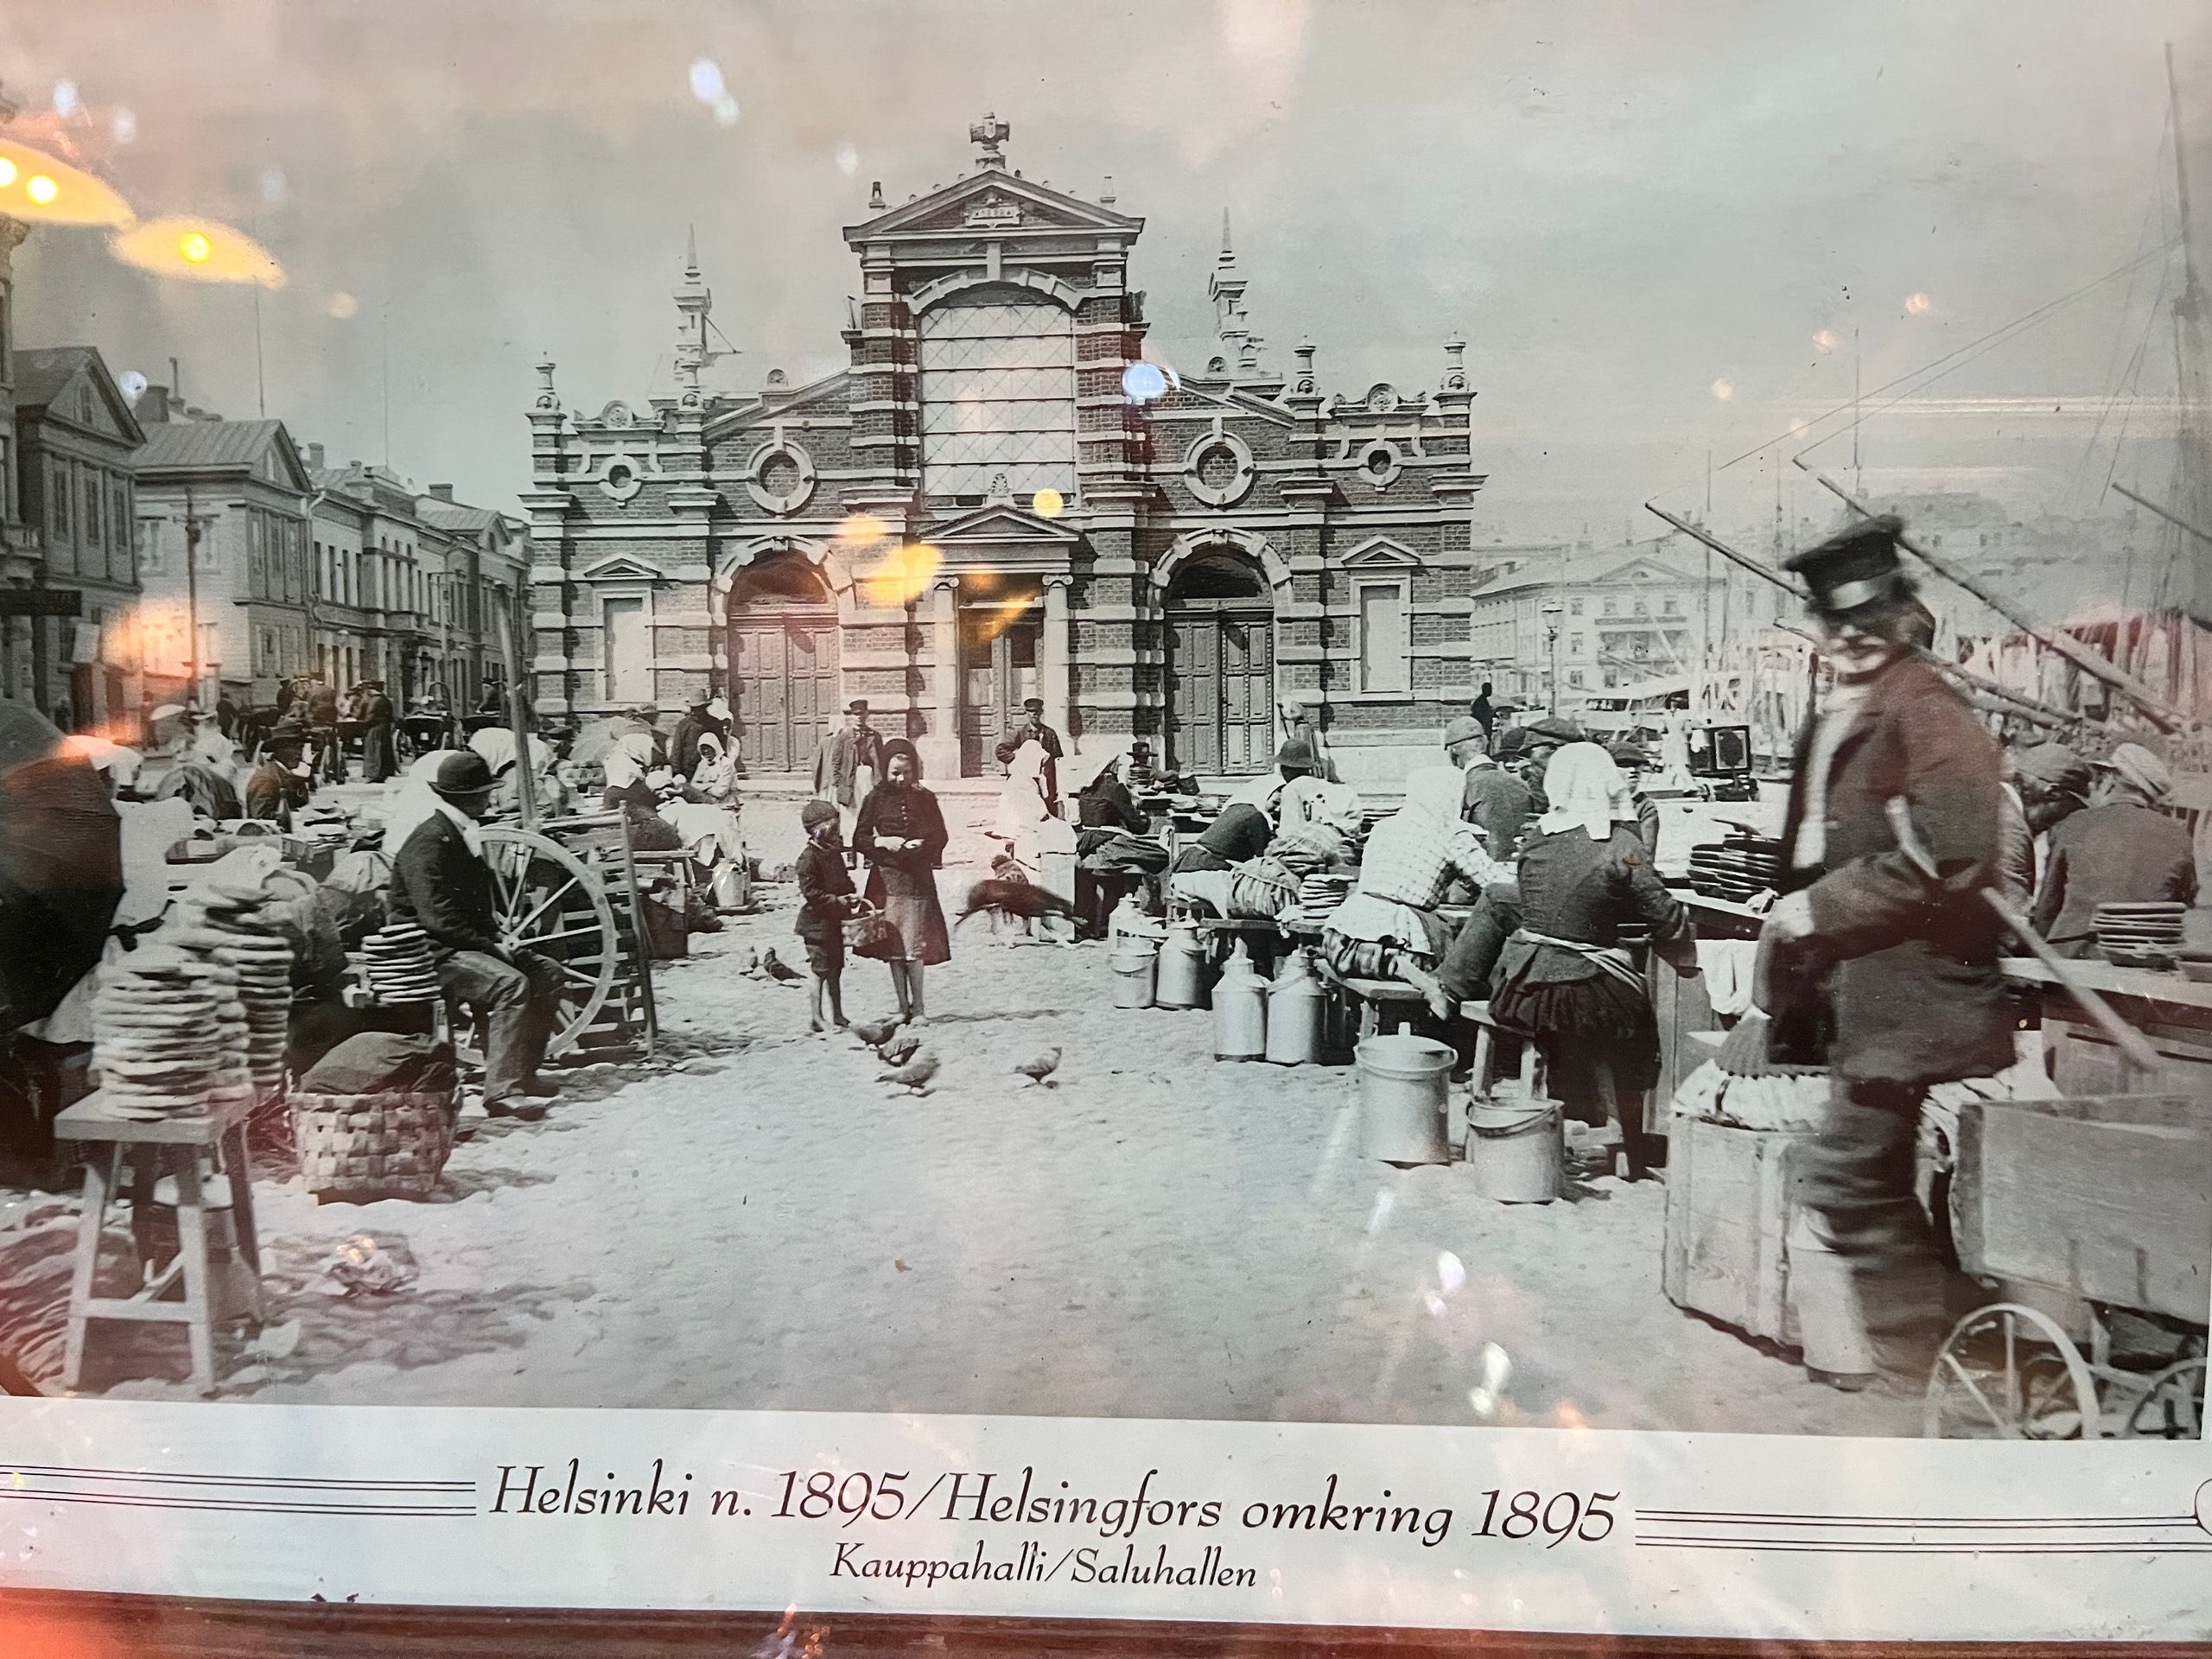 Helsinki n. 1895/Helsingfors omkring 1895
Kauppahalli/Saluhallen